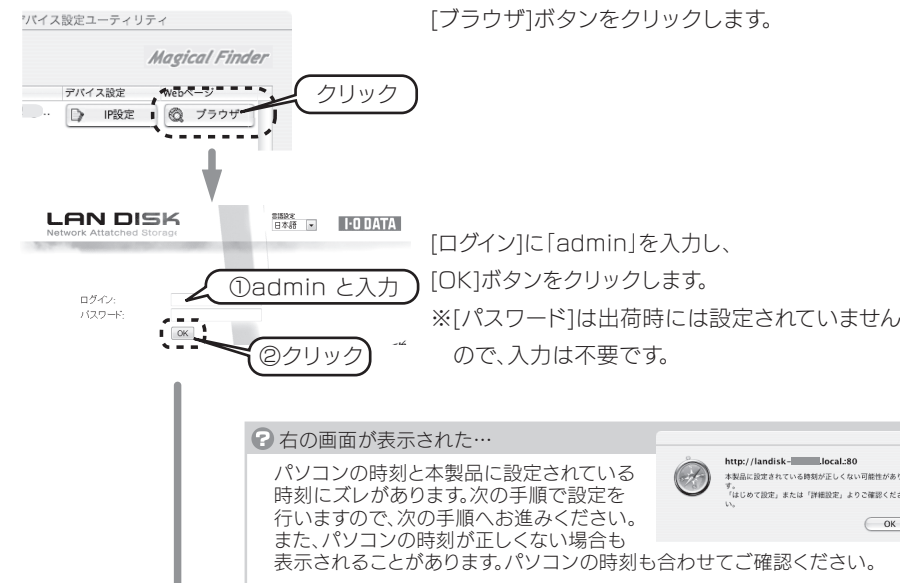 バイス設定ユーティリティ
Magical Finder
デバイス設定
Webページ
IP設定
ブラウザ
クリック
[ブラウザ]ボタンをクリックします。
LAN DISK
Network Attatched Storage
言語設定
日本語
I-O DATA
ログイン:
パスワード:
OK
①admin と入力
②クリック
[ログイン]に「admin」を入力し、
[OK]ボタンをクリックします。
※[パスワード]は出荷時には設定されていません
ので、入力は不要です。
? 右の画面が表示された…
パソコンの時刻と本製品に設定されている
時刻にズレがあります。次の手順で設定を
行いますので、次の手順へお進みください。
また、パソコンの時刻が正しくない場合も
表示されることがあります。パソコンの時刻も合わせてご確認ください。
http://landisk- .local.:80
本製品に設定されている時刻が正しくない可能性があり
す。
「はじめて設定」または「詳細設定」よりご確認くださ
い。
OK